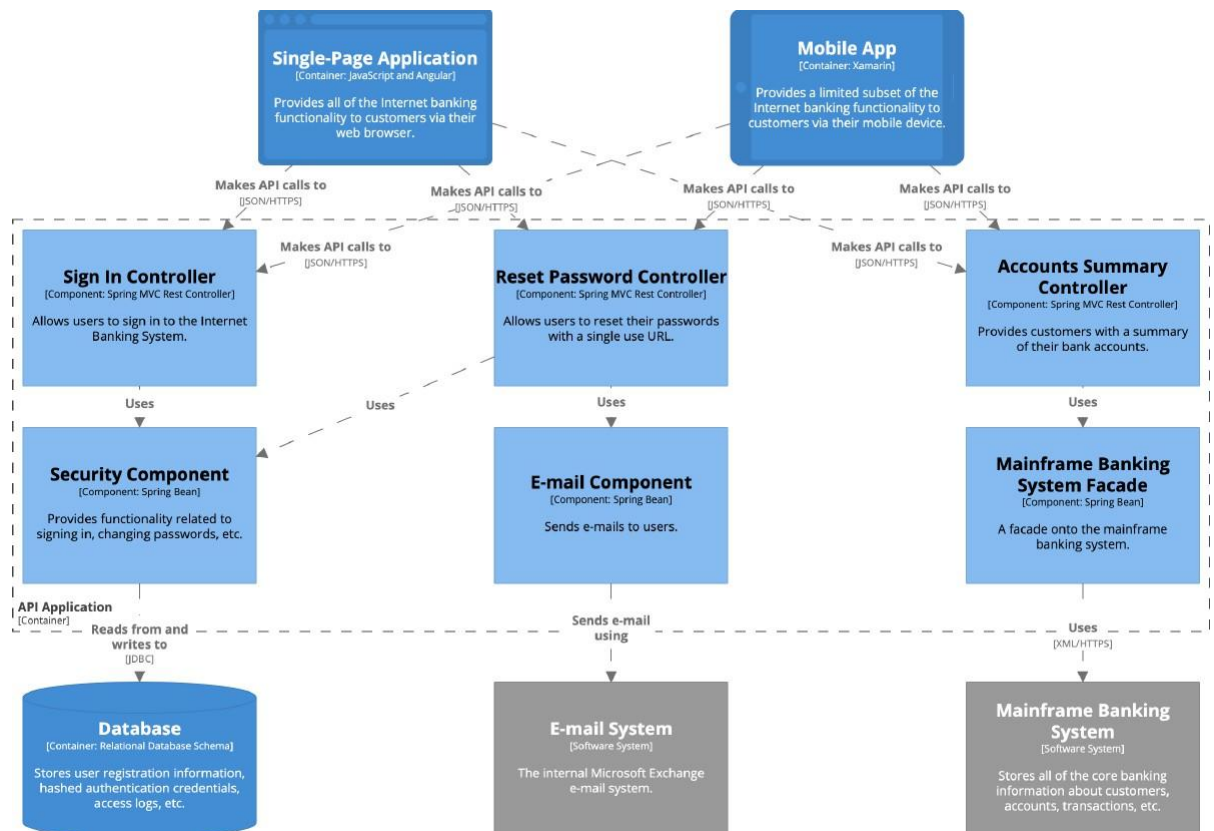 Single-Page Application
[Container: JavaScript and Angular]
Provides all of the Internet banking
functionality to customers via their
web browser.
Mobile App
[Container: Xamarin]
Provides a limited subset of the
Internet banking functionality to
customers via their mobile device.
Makes API calls to
[JSON/HTTPS]
Makes API calls to
[JSON/HTTPS]
Makes API calls to
[JSON/HTTPS]
Makes API calls to
[JSON/HTTPS]
Makes API calls to
[JSON/HTTPS]
Makes API calls to
[JSON/HTTPS]
Sign In Controller
[Component: Spring MVC Rest Controller]
Allows users to sign in to the Internet
Banking System.
Reset Password Controller
[Component: Spring MVC Rest Controller]
Allows users to reset their passwords
with a single use URL.
Accounts Summary
Controller
[Component: Spring MVC Rest Controller]
Provides customers with a summary
of their bank accounts.
Uses
Uses
Uses
Uses
Security Component
[Component: Spring Bean]
Provides functionality related to
signing in, changing passwords, etc.
E-mail Component
[Component: Spring Bean]
Sends e-mails to users.
Mainframe Banking
System Facade
[Component: Spring Bean]
A facade onto the mainframe
banking system.
API Application
[Container]
Reads from and
writes to
[JDBC]
Sends e-mail
using
Uses
[XML/HTTPS]
Database
[Container: Relational Database Schema]
Stores user registration information,
hashed authentication credentials,
access logs, etc.
E-mail System
[Software System]
The internal Microsoft Exchange
e-mail system.
Mainframe Banking
System
[Software System]
Stores all of the core banking
information about customers,
accounts, transactions, etc.